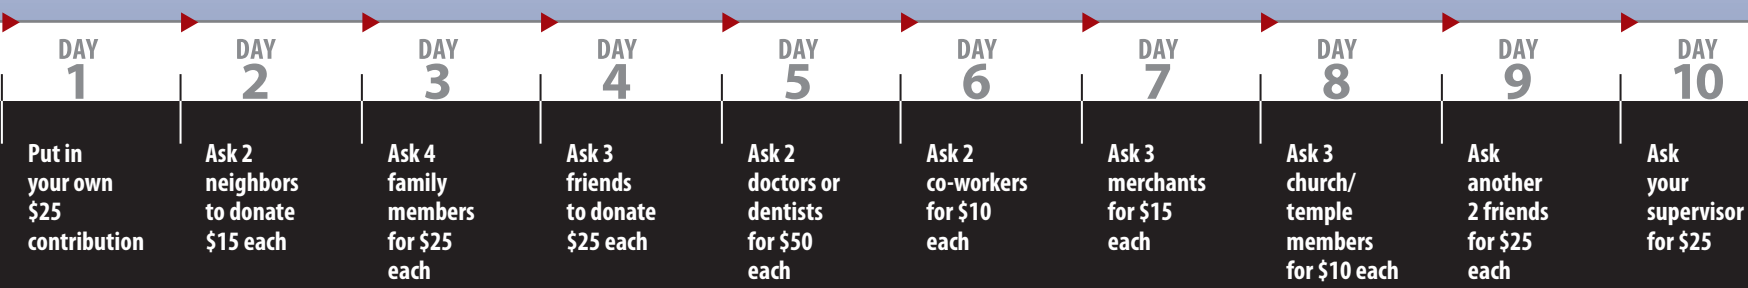 DAY
1
Put in
your own
$25
contribution
DAY
2
Ask 2
neighbors
to donate
$15 each
DAY
3
Ask 4
family
members
for $25
each
DAY
4
Ask 3
friends
to donate
$25 each
DAY
5
Ask 2
doctors or
dentists
for $50
each
DAY
6
Ask 2
co-workers
for $10
each
DAY
7
Ask 3
merchants
for $15
each
DAY
8
Ask 3
church/
temple
members
for $10 each
DAY
9
Ask
another
2 friends
for $25
each
DAY
10
Ask
your
supervisor
for $25